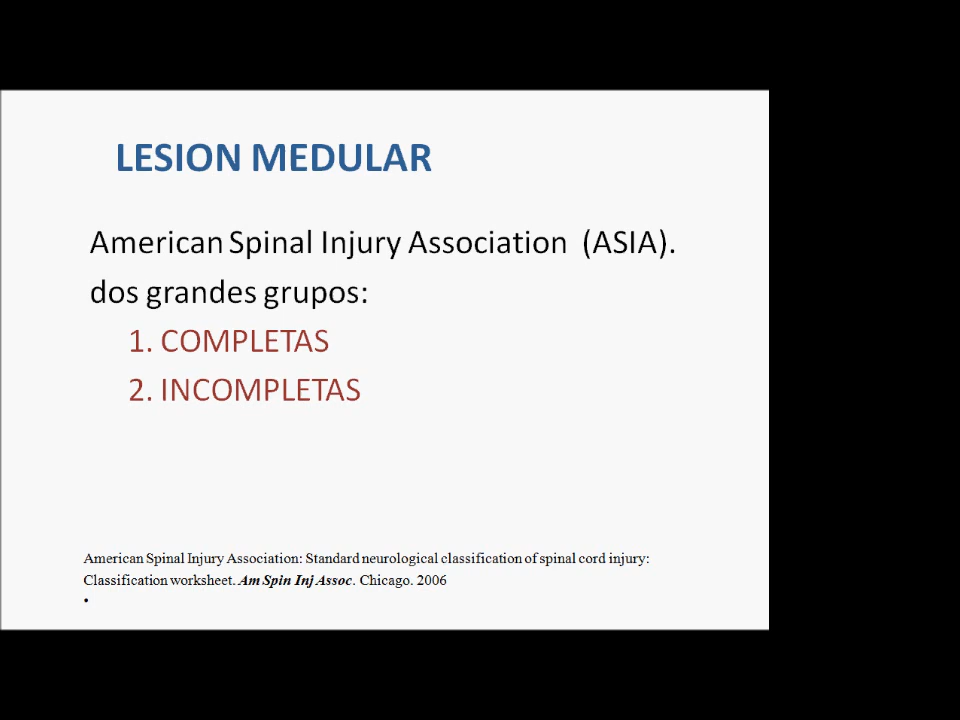 LESION MEDULAR
American Spinal Injury Association (ASIA).
dos grandes grupos:
1. COMPLETAS
2. INCOMPLETAS
American Spinal Injury Association: Standard neurological classification of spinal cord injury:
Classification worksheet. Am Spin Inj Assoc. Chicago. 2006
•